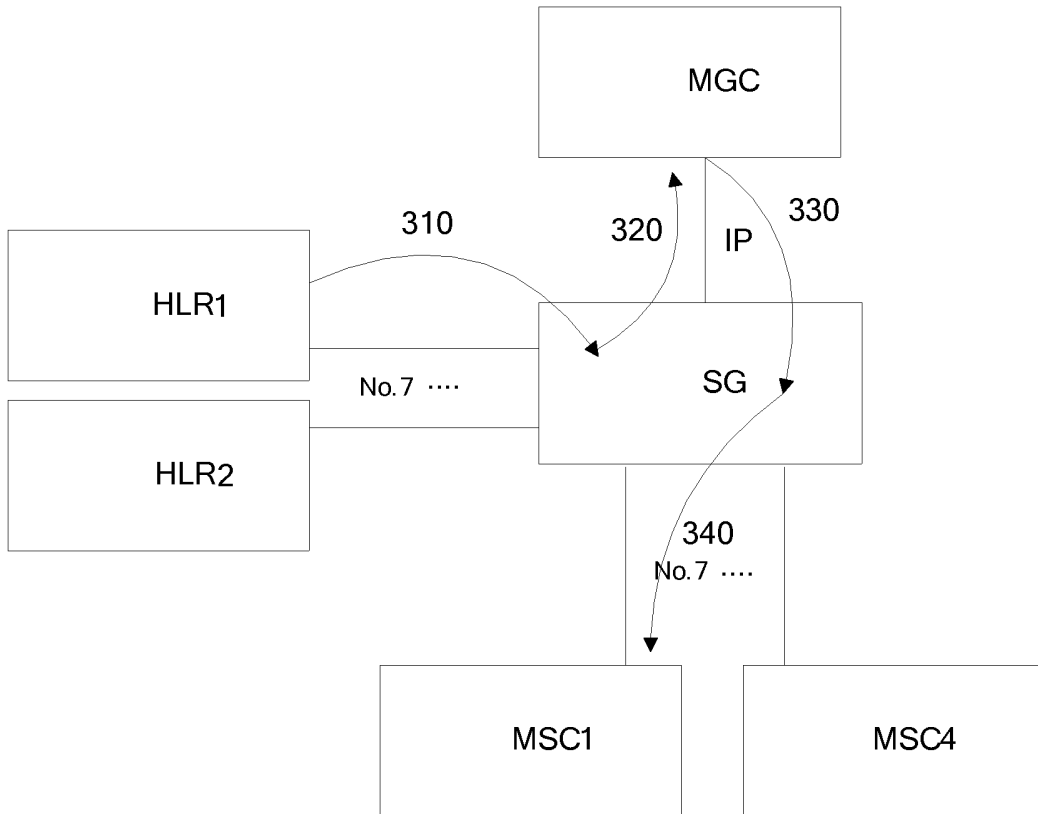 MGC
310
320
330
IP
HLR1
SG
No.7 ····
HLR2
340
No.7 ····
MSC1
MSC4